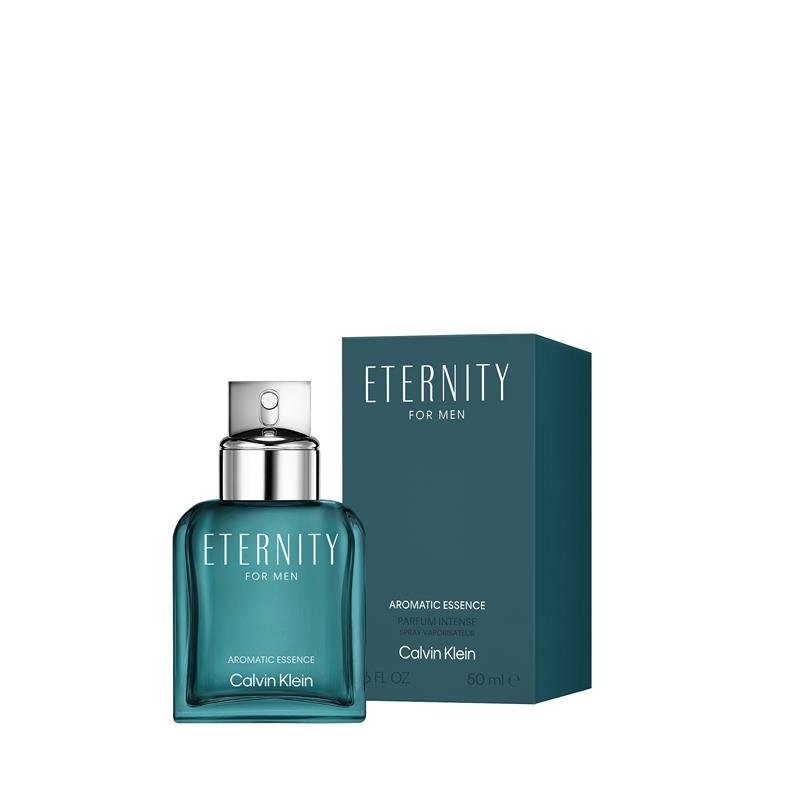 ETERNITY
FOR MEN
AROMATIC ESSENCE
Calvin Klein
ETERNITY
FOR MEN
AROMATIC ESSENCE
PARFUM INTENSE
SPRAY VAPORISATEUR
Calvin Klein
FL OZ 50 ml ℮